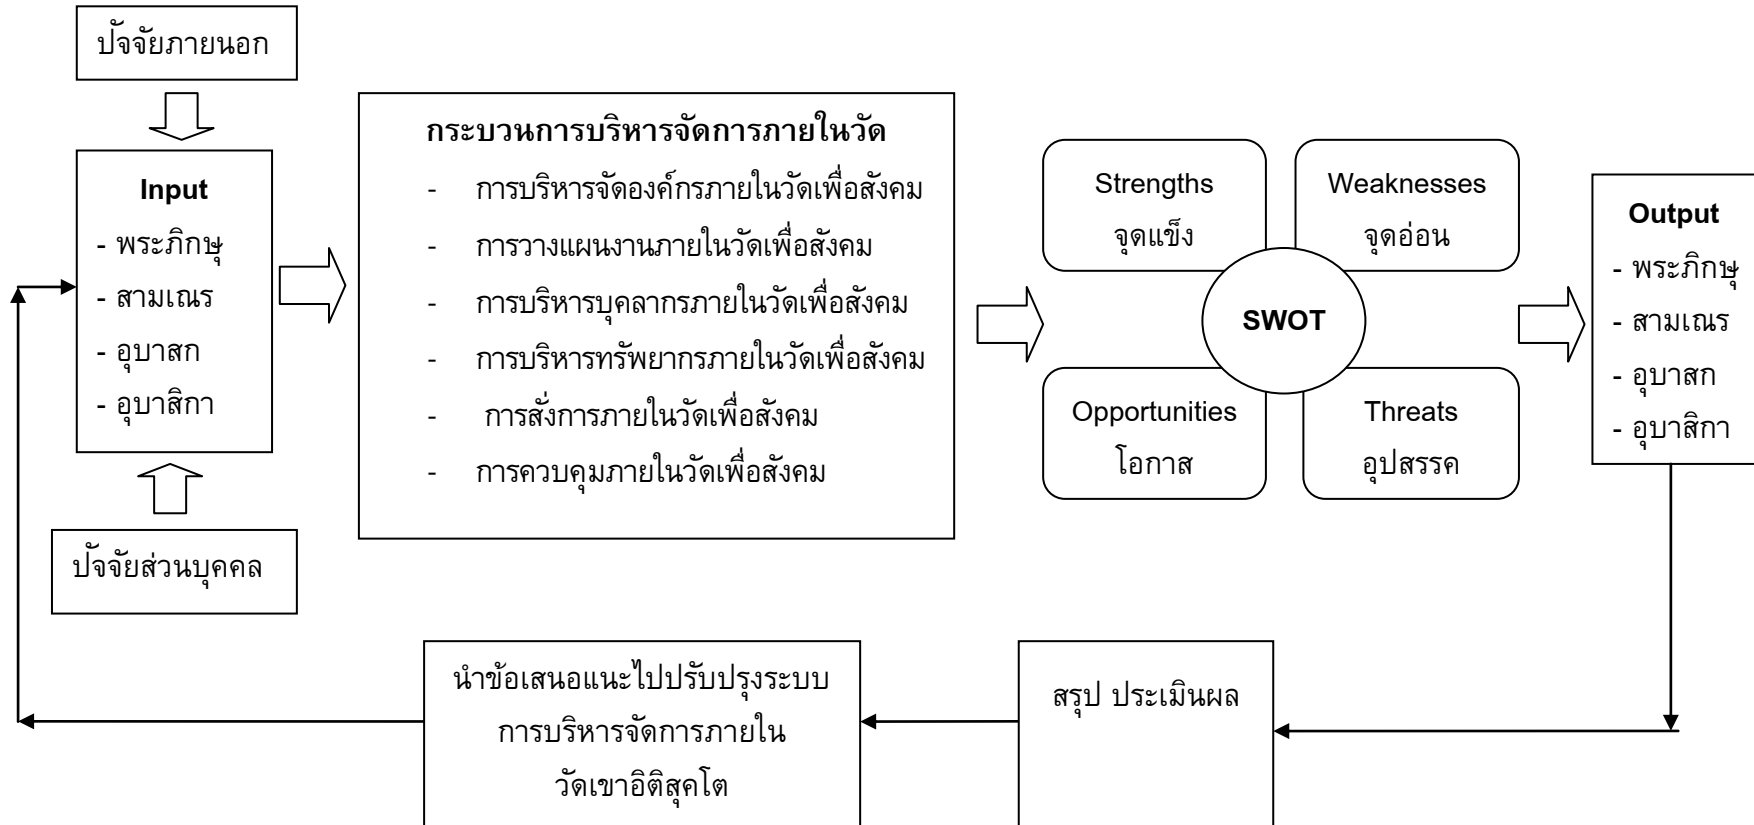 ปัจจัยภายนอก
Input
- พระภิกษุ
- สามเณร
- อุบาสก
- อุบาสิกา
ปัจจัยส่วนบุคคล
กระบวนการบริหารจัดการภายในวัด
- การบริหารจัดองค์กรภายในวัดเพื่อสังคม
- การวางแผนงานภายในวัดเพื่อสังคม
- การบริหารบุคลากรภายในวัดเพื่อสังคม
- การบริหารทรัพยากรภายในวัดเพื่อสังคม
- การสั่งการภายในวัดเพื่อสังคม
- การควบคุมภายในวัดเพื่อสังคม
Strengths
จุดแข็ง
Weaknesses
จุดอ่อน
SWOT
Opportunities
โอกาส
Threats
อุปสรรค
Output
- พระภิกษุ
- สามเณร
- อุบาสก
- อุบาสิกา
สรุป ประเมินผล
นำข้อเสนอแนะไปปรับปรุงระบบ
การบริหารจัดการภายใน
วัดเขาอิติสุคโต